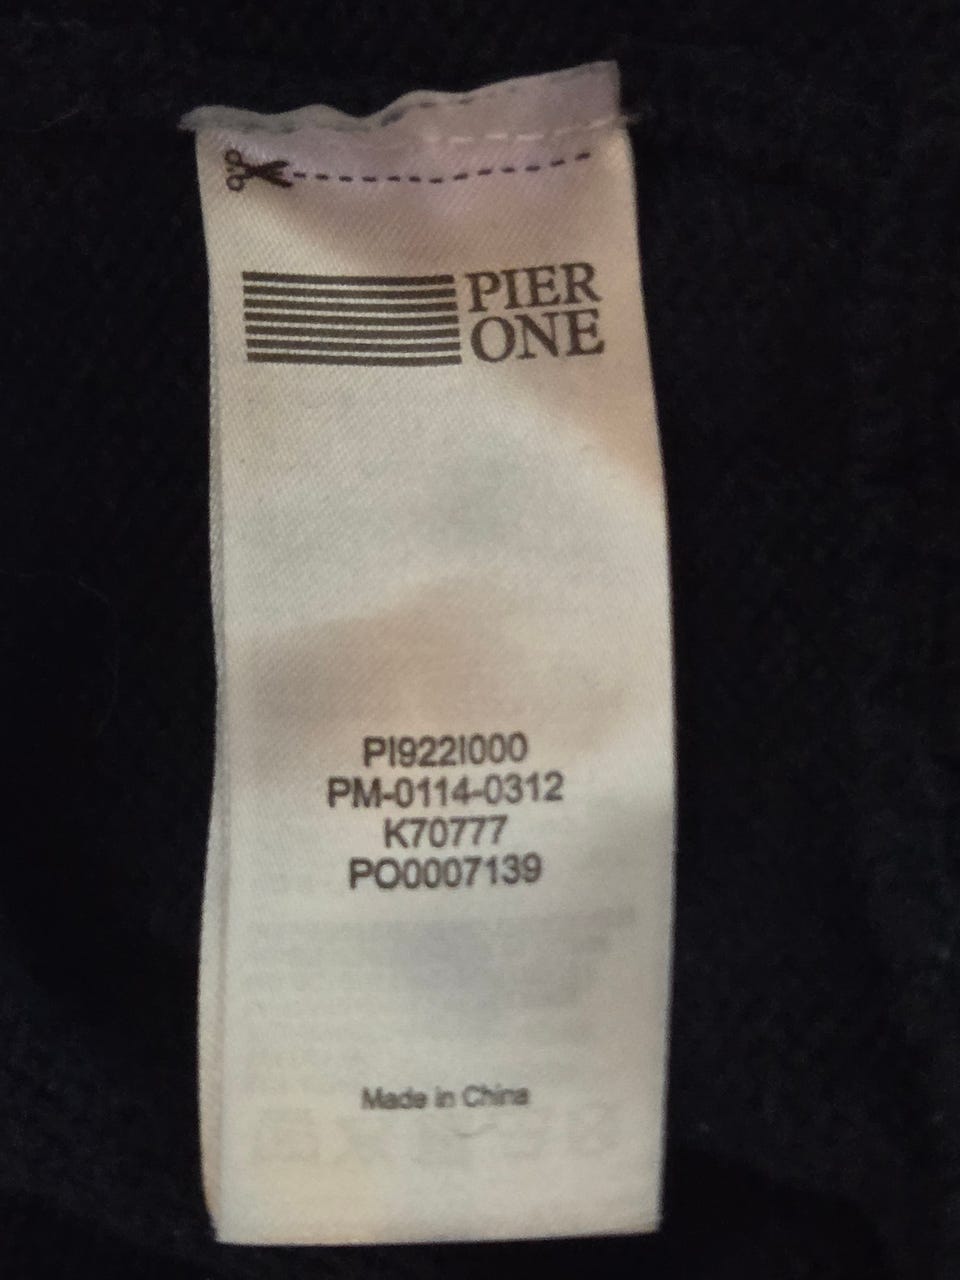 PIER
ONE
PI922I000
PM-0114-0312
K70777
PO0007139
Made in China